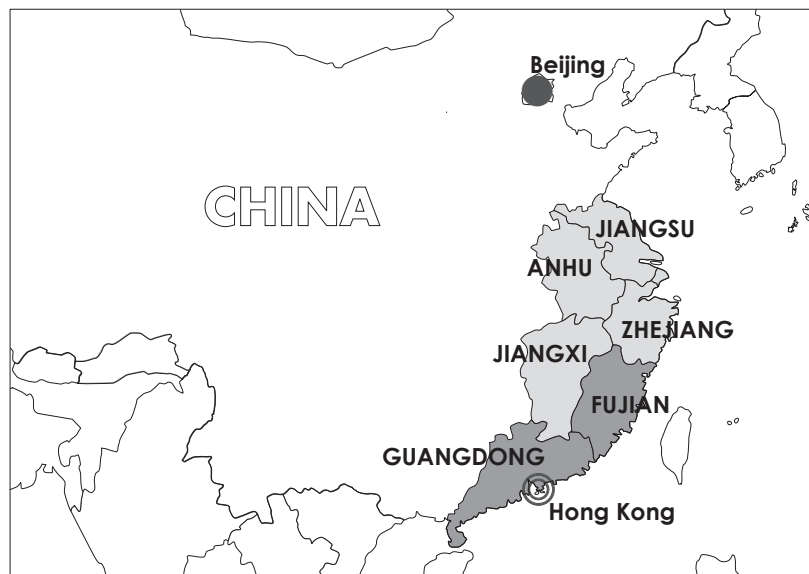 Beijing
CHINA
JIANGSU
ANHU
ZHEJIANG
JIANGXI
FUJIAN
GUANGDONG
Hong Kong